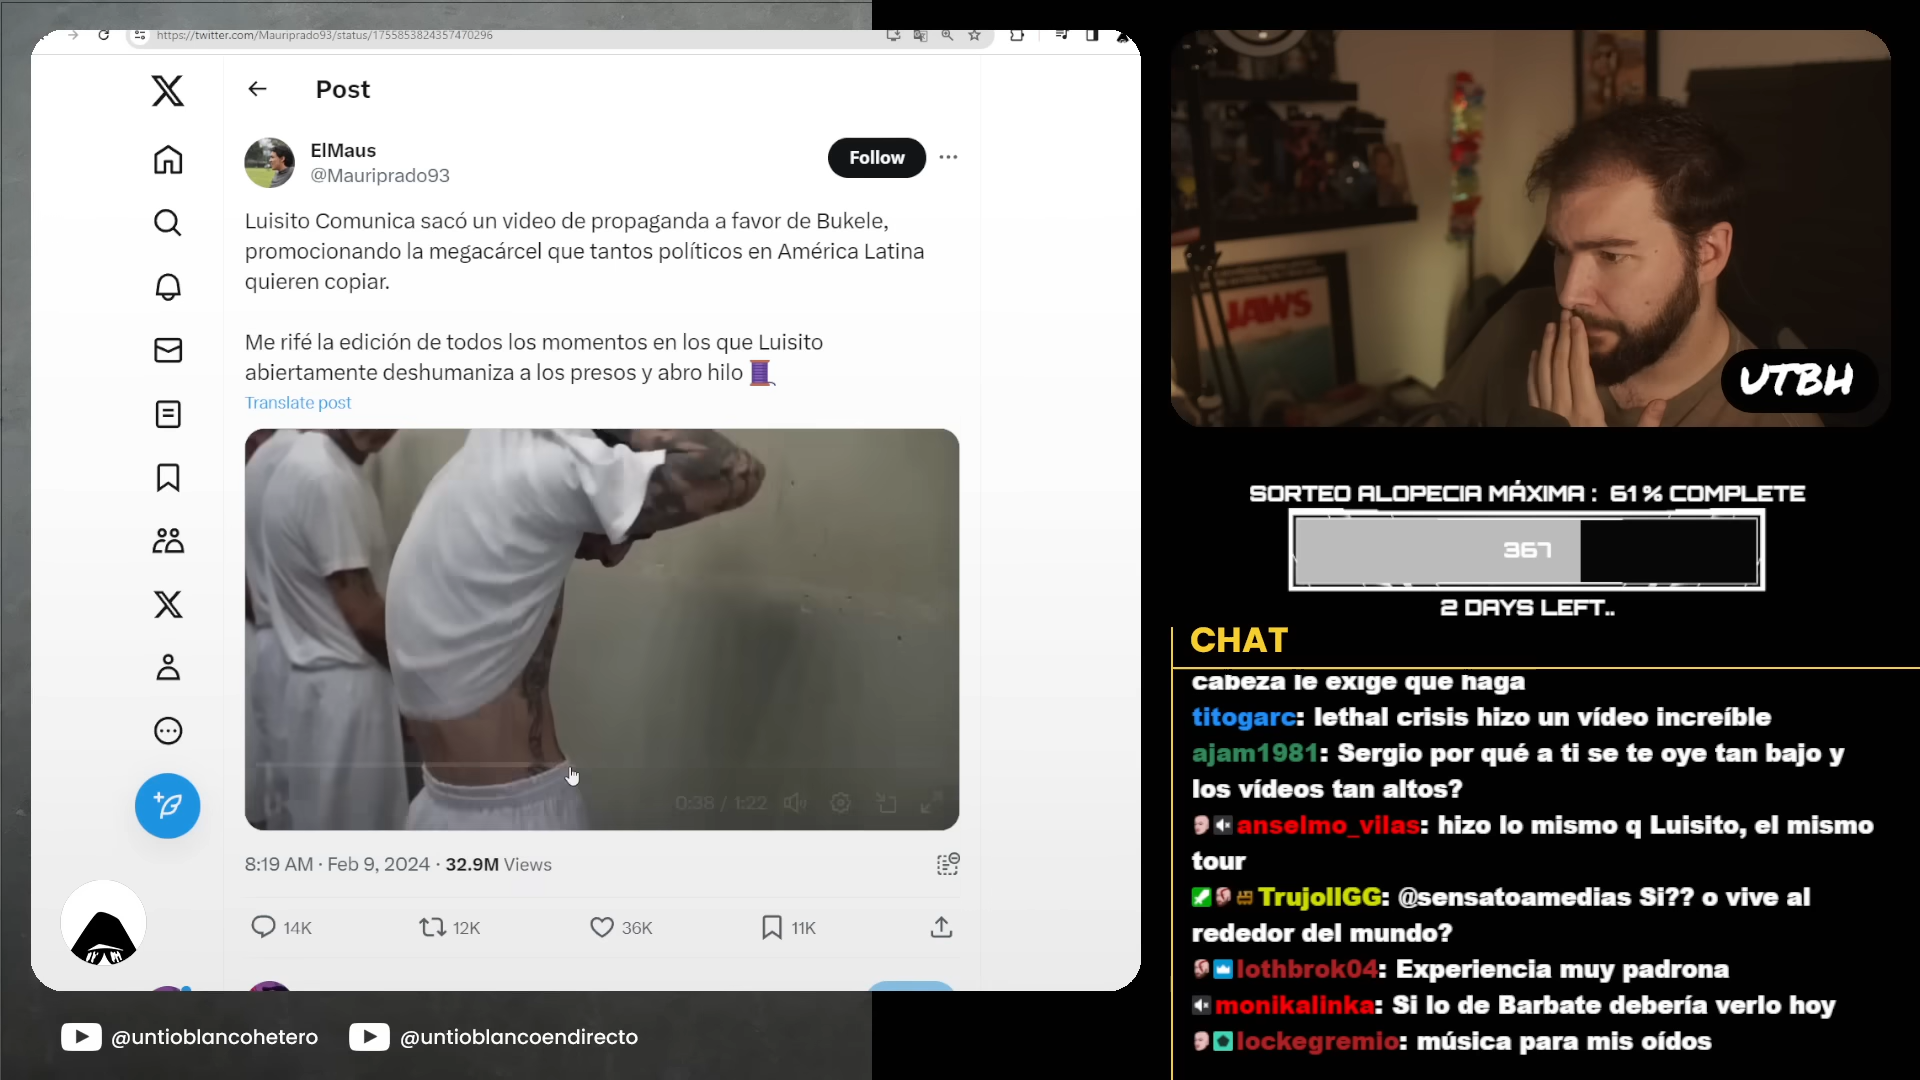 https://twitter.com/Mauriprado93/status/1755853824357470296
Post
ElMaus
@Mauriprado93
Follow
Luisito Comunica sacó un video de propaganda a favor de Bukele,
promocionando la megacárcel que tantos políticos en América Latina
quieren copiar.
Me rifé la edición de todos los momentos en los que Luisito
abiertamente deshumaniza a los presos y abro hilo
Translate post
0:38 / 1:22
8:19 AM · Feb 9, 2024 · 32.9M Views
14K
12K
36K
11K
@untioblancohetero
@untioblancoendirecto
JAWS
UTBH
SORTEO ALOPECIA MÁXIMA : 61% COMPLETE
367
2 DAYS LEFT..
CHAT
cabeza le exige que haga
titogarc: lethal crisis hizo un vídeo increíble
ajam1981: Sergio por qué a ti se te oye tan bajo y
los vídeos tan altos?
anselmo_vilas: hizo lo mismo q Luisito, el mismo
tour
TrujollGG: @sensatoamedias Si?? o vive al
rededor del mundo?
lothbrok04: Experiencia muy padrona
monikalinka: Si lo de Barbate debería verlo hoy
lockegremio: música para mis oídos